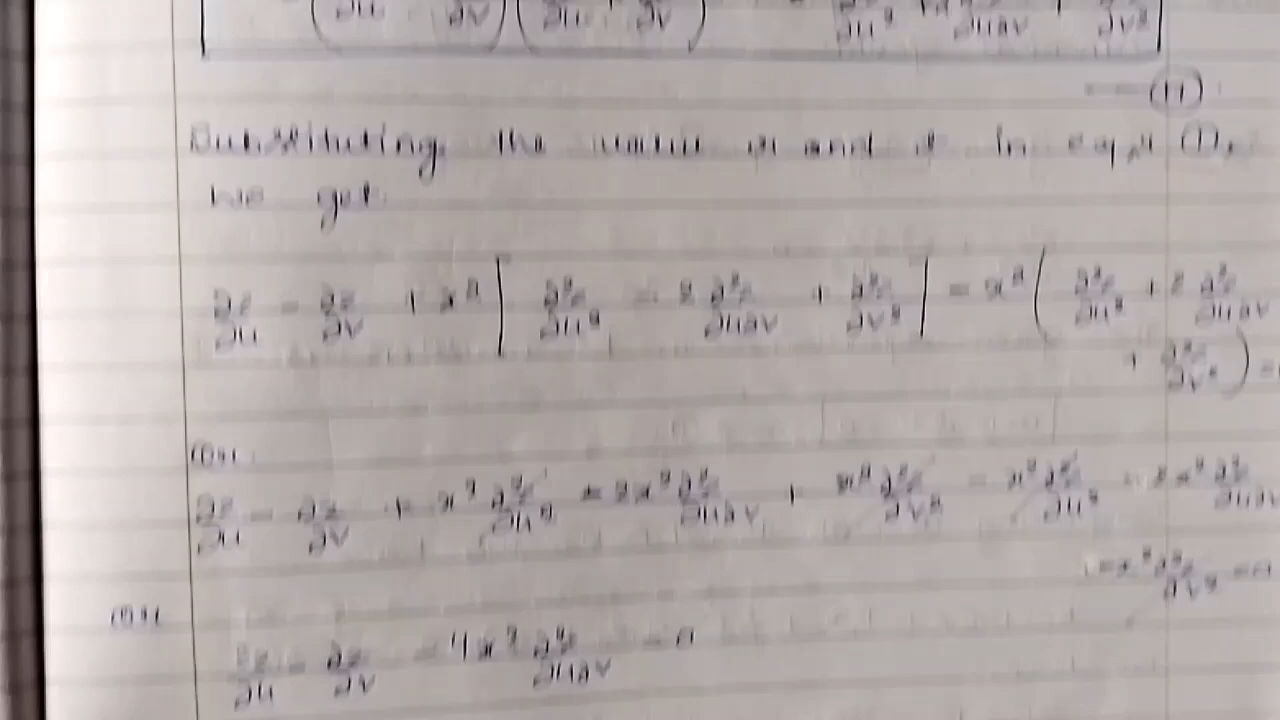 (∂/∂u ∂/∂v)(∂/∂u + ∂/∂v) ∂u² ∂u∂v ∂v²
— (11)
Substituting the value and in eqn (1),
we get
∂z/∂u − ∂z/∂v + x² [ ∂²z/∂u² − 2 ∂²z/∂u∂v + ∂²z/∂v² ] = x² ( ∂²z/∂u² + 2 ∂²z/∂u∂v
+ ∂²z/∂v² ) =
(or)
∂z/∂u − ∂z/∂v + x² ∂²z/∂u² − 2x² ∂²z/∂u∂v + x² ∂²z/∂v² − x² ∂²z/∂u² − 2x² ∂²z/∂u∂v
− x² ∂²z/∂v² = 0
(or)
∂z/∂u − ∂z/∂v − 4x² ∂²z/∂u∂v = 0